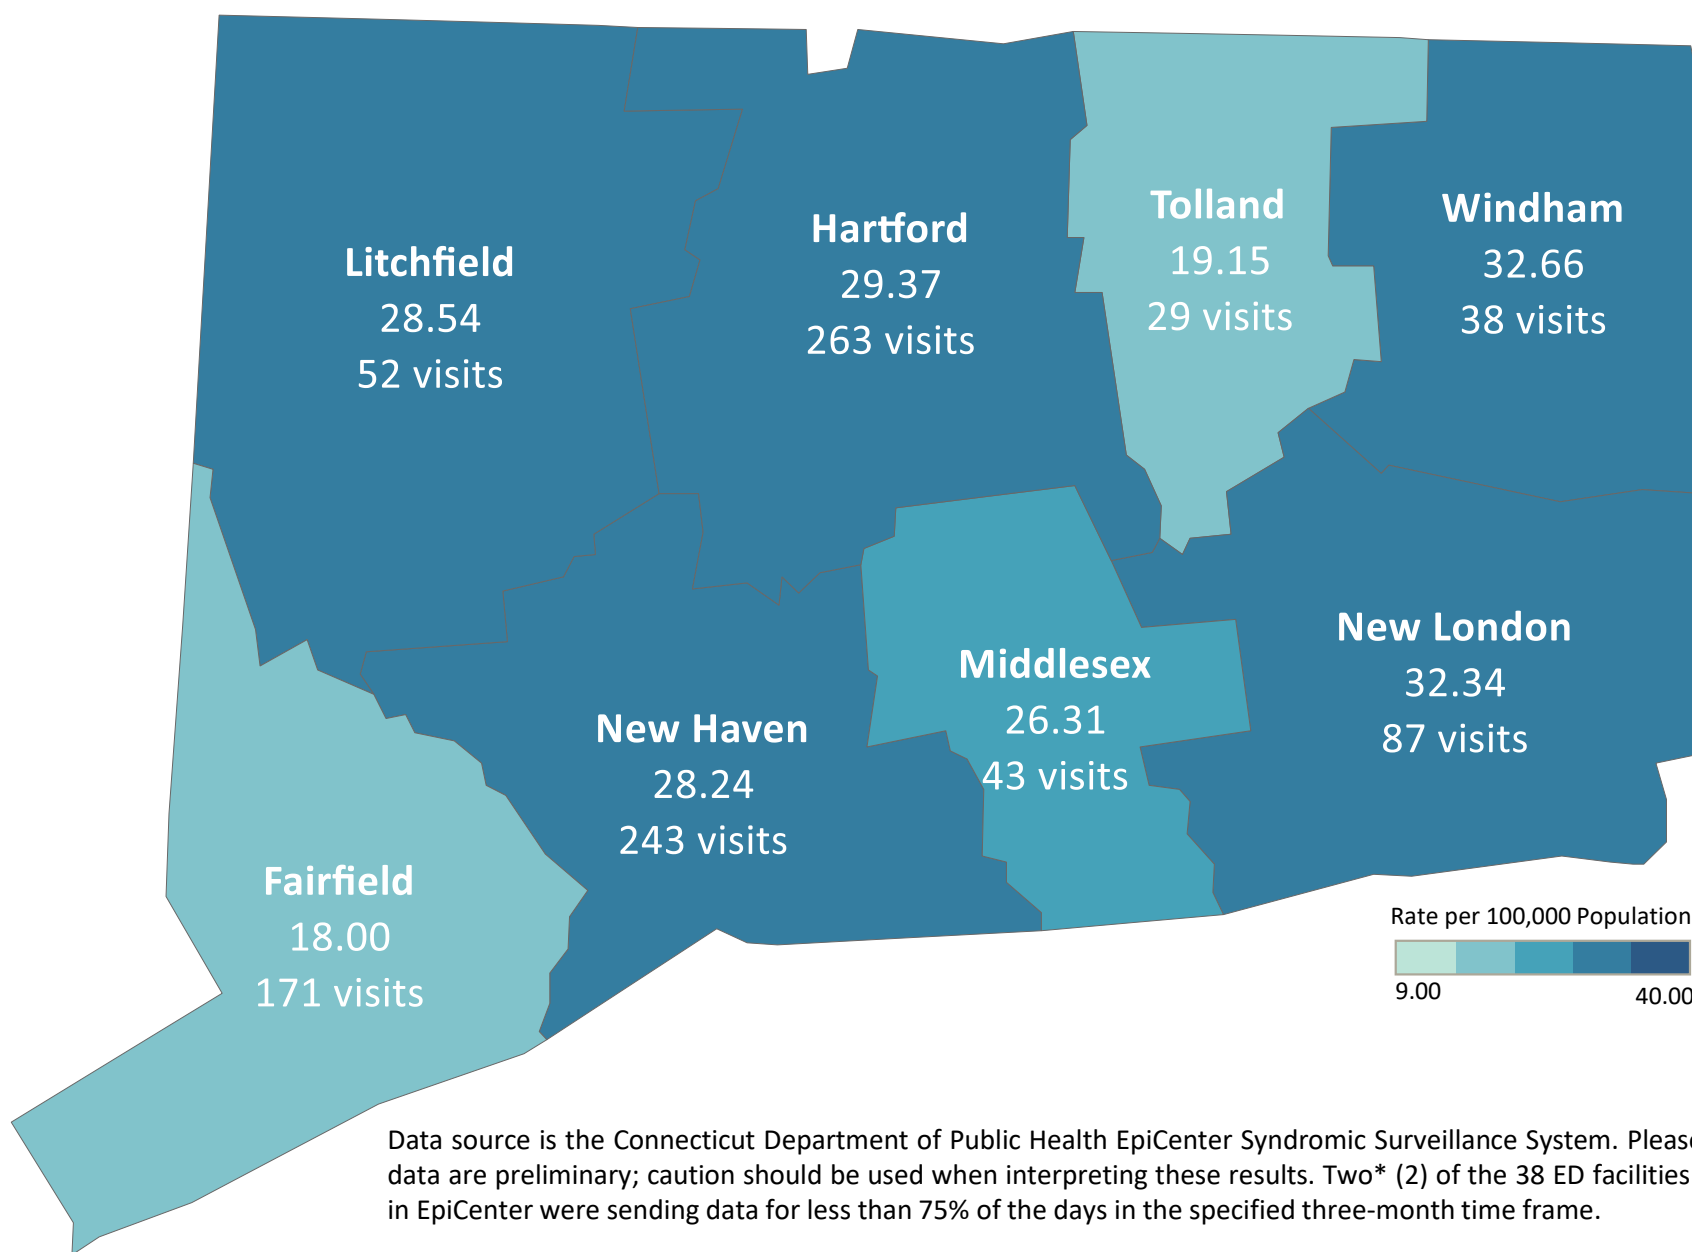 Litchfield
28.54
52 visits
Hartford
29.37
263 visits
Tolland
19.15
29 visits
Windham
32.66
38 visits
Fairfield
18.00
171 visits
New Haven
28.24
243 visits
Middlesex
26.31
43 visits
New London
32.34
87 visits
Rate per 100,000 Population
9.00
40.00
Data source is the Connecticut Department of Public Health EpiCenter Syndromic Surveillance System. Please
data are preliminary; caution should be used when interpreting these results. Two* (2) of the 38 ED facilities
in EpiCenter were sending data for less than 75% of the days in the specified three-month time frame.